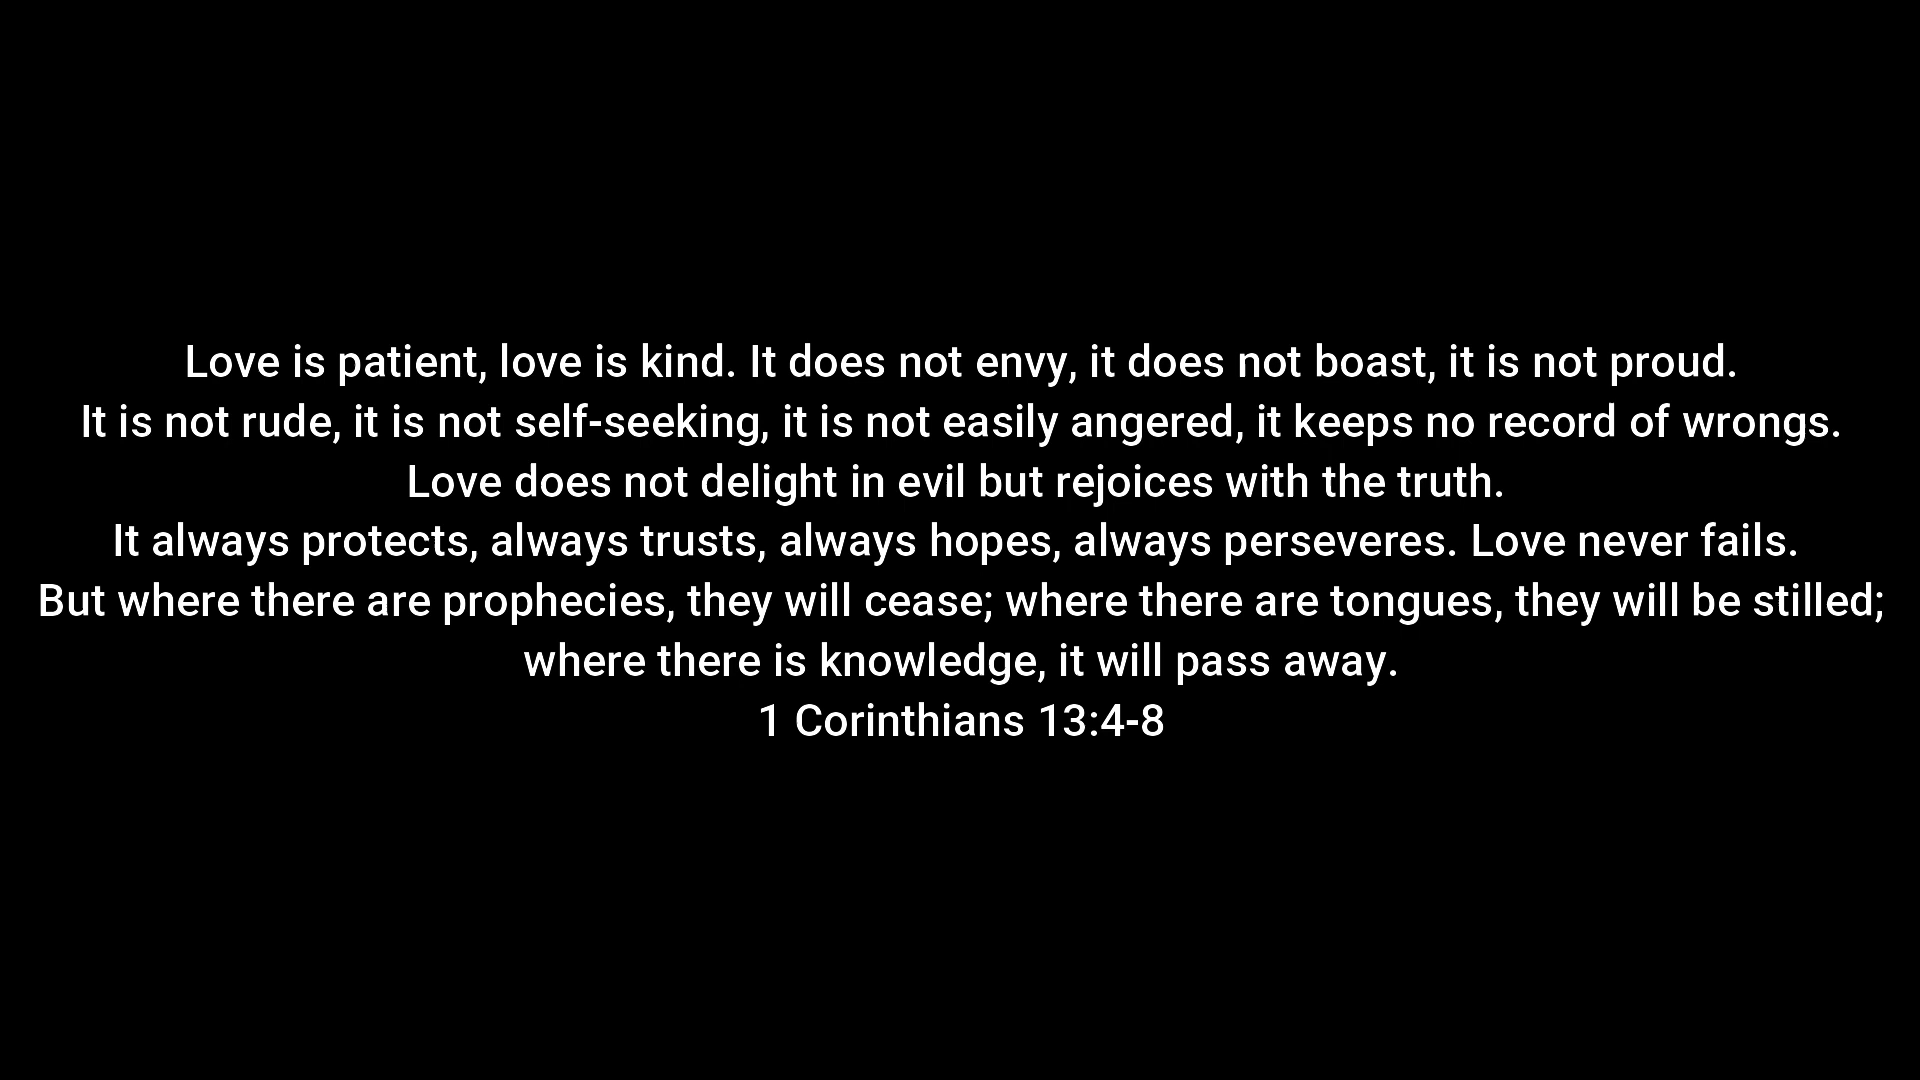 Love is patient, love is kind. It does not envy, it does not boast, it is not proud.
It is not rude, it is not self-seeking, it is not easily angered, it keeps no record of wrongs.
Love does not delight in evil but rejoices with the truth.
It always protects, always trusts, always hopes, always perseveres. Love never fails.
But where there are prophecies, they will cease; where there are tongues, they will be stilled;
where there is knowledge, it will pass away.
1 Corinthians 13:4-8